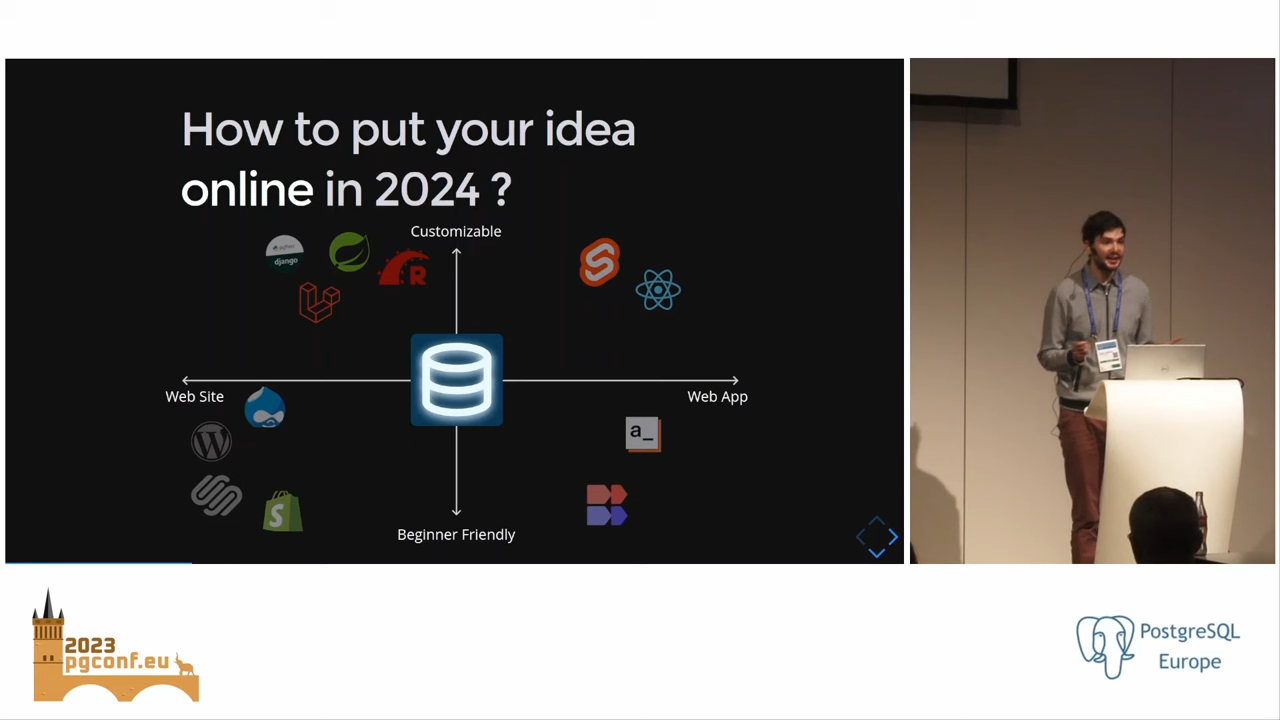 How to put your idea
online in 2024 ?
Customizable
django
R
Web Site
Web App
a_
S
Beginner Friendly
2023
pgconf.eu
PostgreSQL
Europe